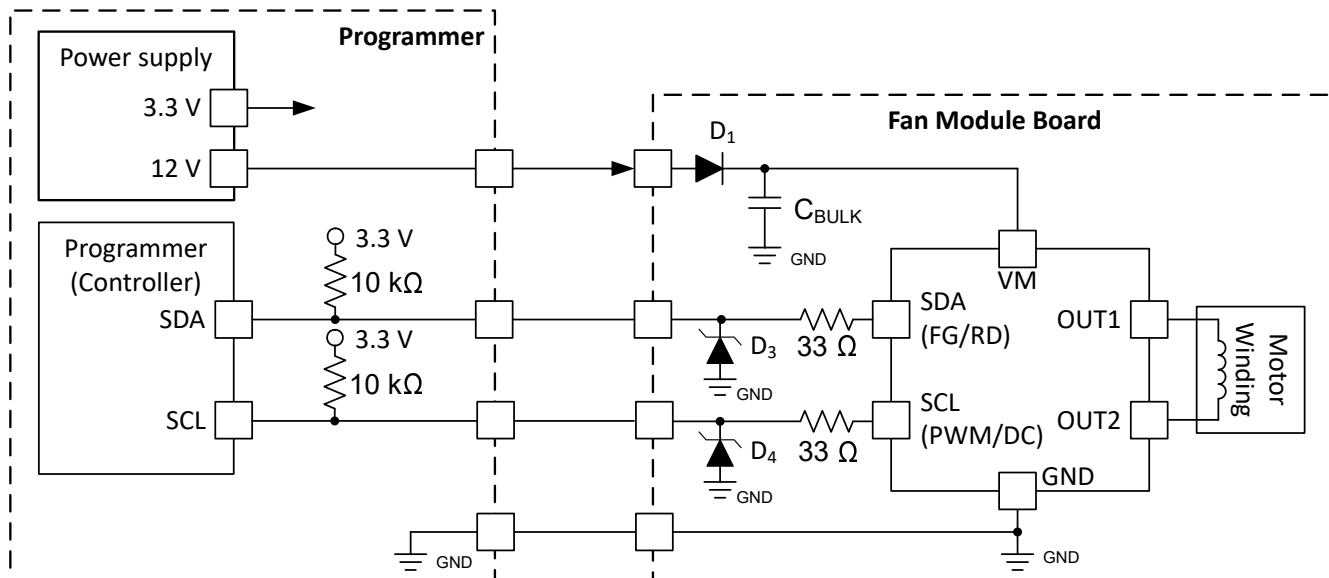 Programmer
Power supply
3.3 V
12 V
Fan Module Board
D1
CBULK
GND
VM
Programmer
(Controller)
SDA
SCL
3.3 V
10 kΩ
3.3 V
10 kΩ
D3
GND
33 Ω
D4
GND
33 Ω
SDA
(FG/RD)
SCL
(PWM/DC)
OUT1
OUT2
GND
Motor
Winding
GND
GND